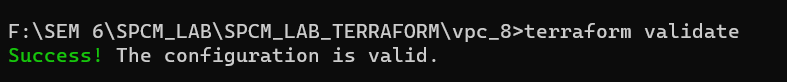 F:\SEM 6\SPCM_LAB\SPCM_LAB_TERRAFORM\vpc_8>terraform validate
Success! The configuration is valid.